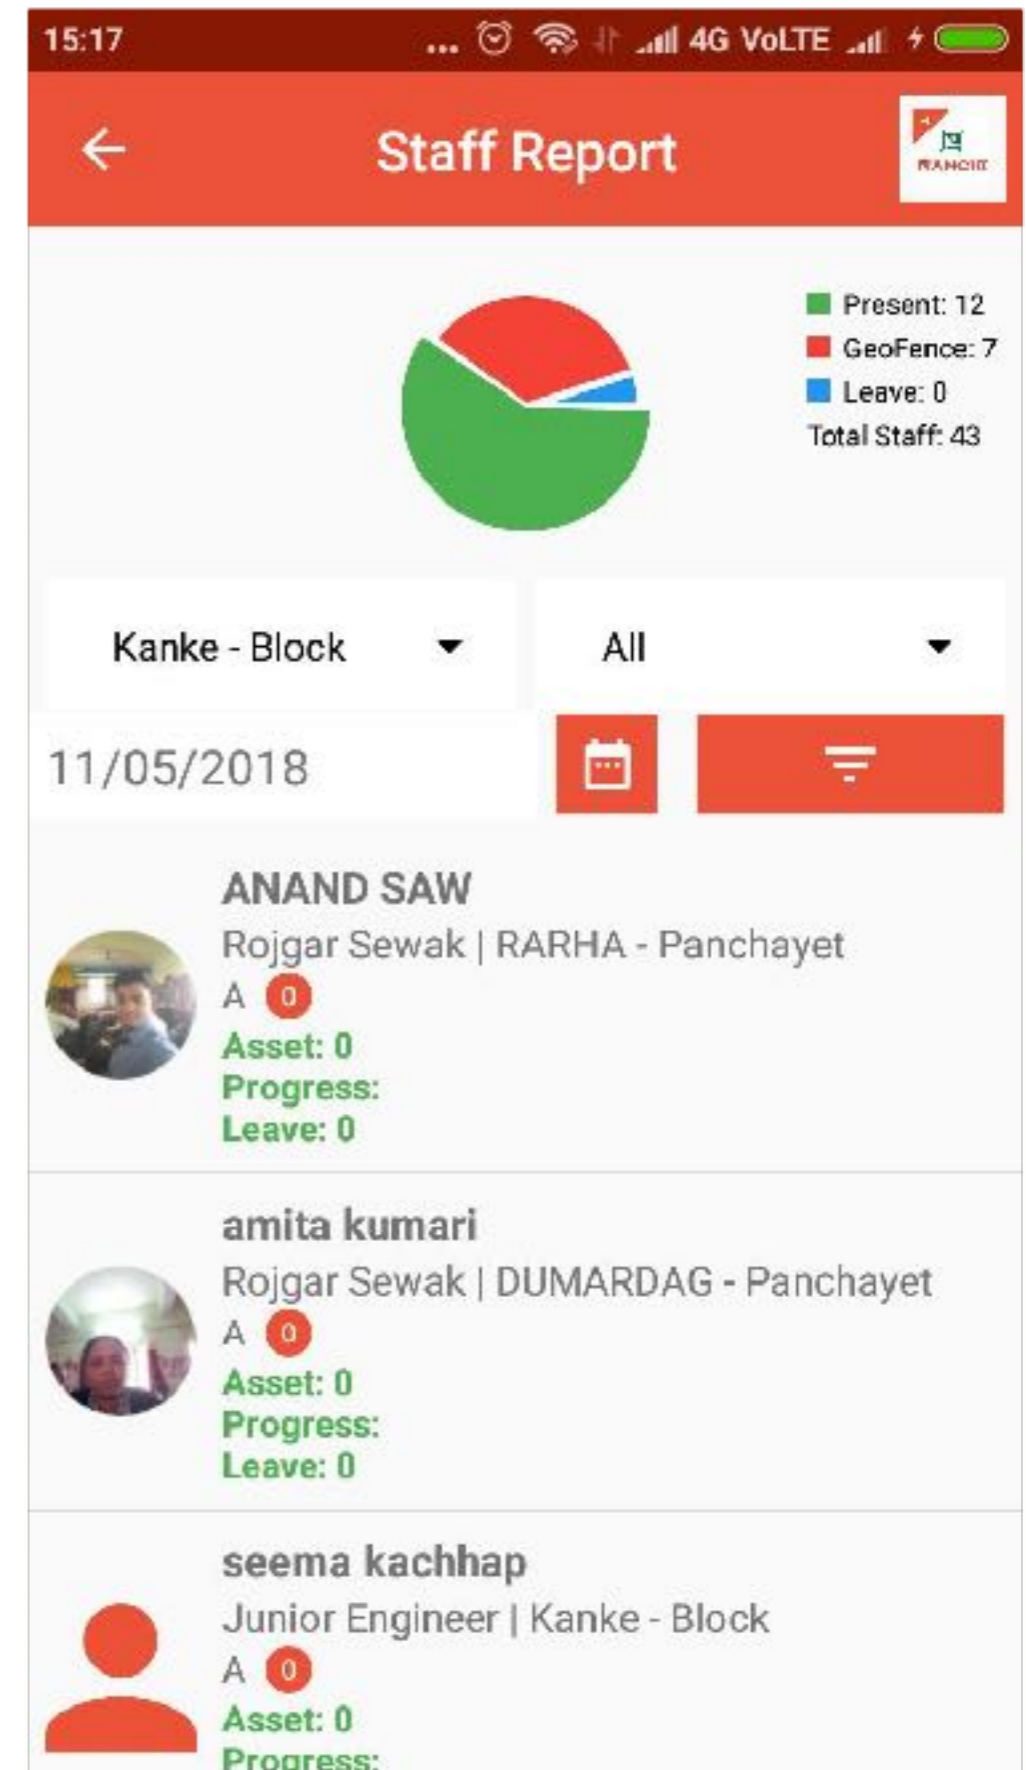 15:17 ... 4G VoLTE
Staff Report
RANCHI
Present: 12
GeoFence: 7
Leave: 0
Total Staff: 43
Kanke - Block All
11/05/2018
ANAND SAW
Rojgar Sewak | RARHA - Panchayet
A 0
Asset: 0
Progress:
Leave: 0
amita kumari
Rojgar Sewak | DUMARDAG - Panchayet
A 0
Asset: 0
Progress:
Leave: 0
seema kachhap
Junior Engineer | Kanke - Block
A 0
Asset: 0
Progress: